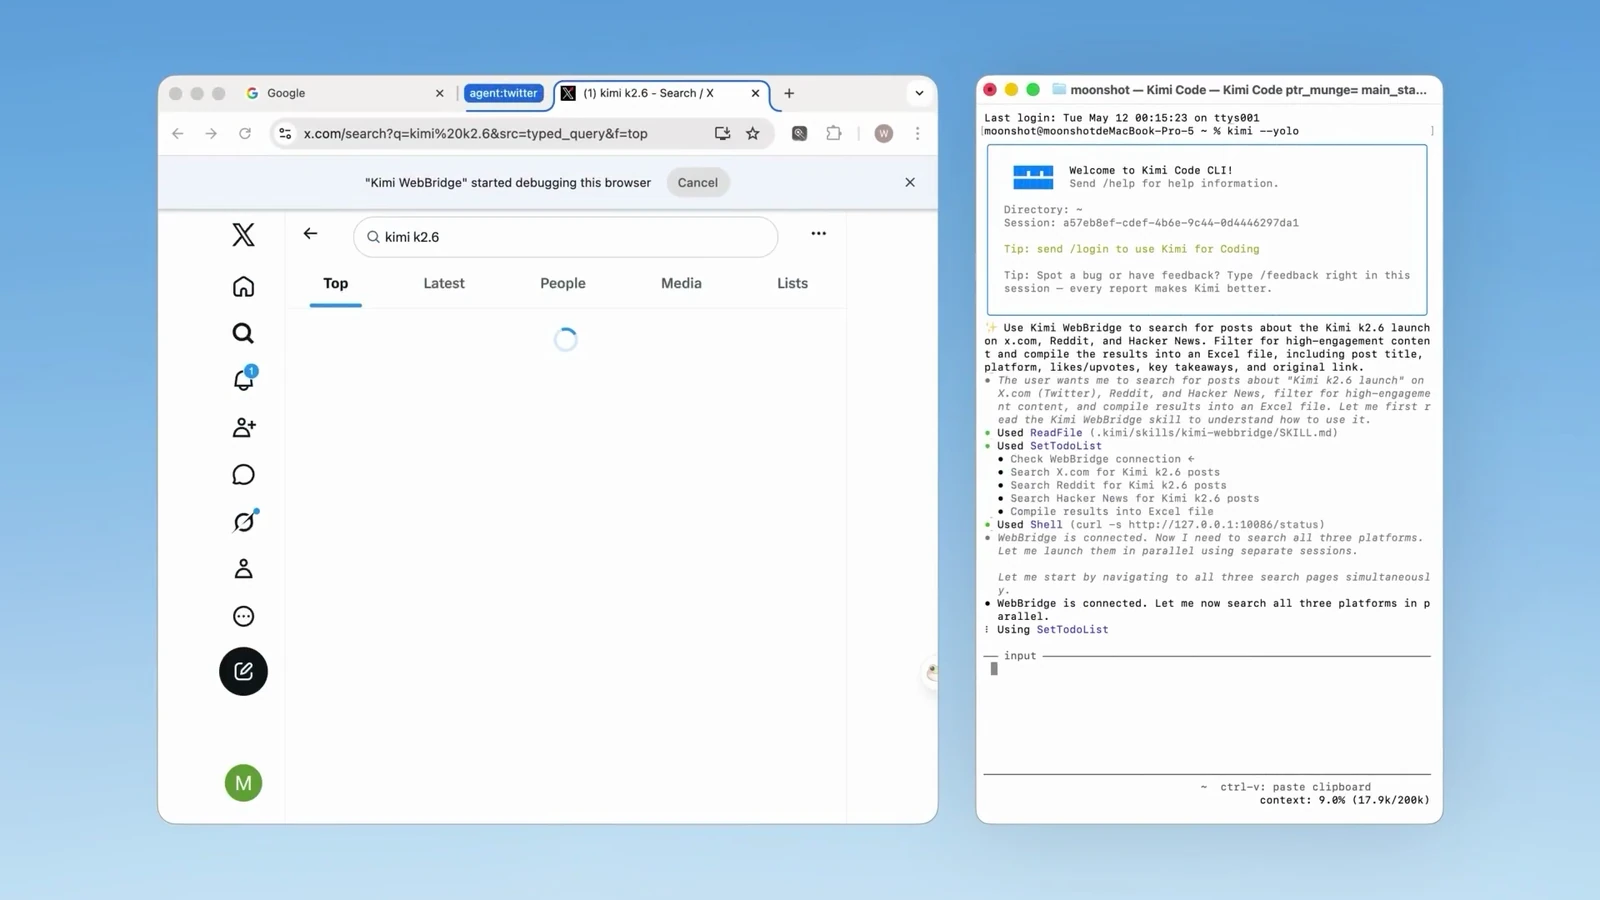 Google
agent:twitter
(1) kimi k2.6 - Search / X
x.com/search?q=kimi%20k2.6&src=typed_query&f=top
W
"Kimi WebBridge" started debugging this browser
Cancel
kimi k2.6
Top
Latest
People
Media
Lists
1
M
moonshot — Kimi Code — Kimi Code ptr_munge= main_sta...
Last login: Tue May 12 00:15:23 on ttys001
[moonshot@moonshotdeMacBook-Pro-5 ~ % kimi --yolo ]
Welcome to Kimi Code CLI!
Send /help for help information.
Directory: ~
Session: a57eb8ef-cdef-4b6e-9c44-0d4446297da1
Tip: send /login to use Kimi for Coding
Tip: Spot a bug or have feedback? Type /feedback right in this
session — every report makes Kimi better.
✨ Use Kimi WebBridge to search for posts about the Kimi k2.6 launch
on x.com, Reddit, and Hacker News. Filter for high-engagement conten
t and compile the results into an Excel file, including post title,
platform, likes/upvotes, key takeaways, and original link.
• The user wants me to search for posts about "Kimi k2.6 launch" on
X.com (Twitter), Reddit, and Hacker News, filter for high-engageme
nt content, and compile results into an Excel file. Let me first r
ead the Kimi WebBridge skill to understand how to use it.
• Used ReadFile (.kimi/skills/kimi-webbridge/SKILL.md)
• Used SetTodoList
• Check WebBridge connection ←
• Search X.com for Kimi k2.6 posts
• Search Reddit for Kimi k2.6 posts
• Search Hacker News for Kimi k2.6 posts
• Compile results into Excel file
• Used Shell (curl -s http://127.0.0.1:10086/status)
• WebBridge is connected. Now I need to search all three platforms.
Let me launch them in parallel using separate sessions.
Let me start by navigating to all three search pages simultaneousl
y.
• WebBridge is connected. Let me now search all three platforms in p
arallel.
⠇ Using SetTodoList
input
~ ctrl-v: paste clipboard
context: 9.0% (17.9k/200k)